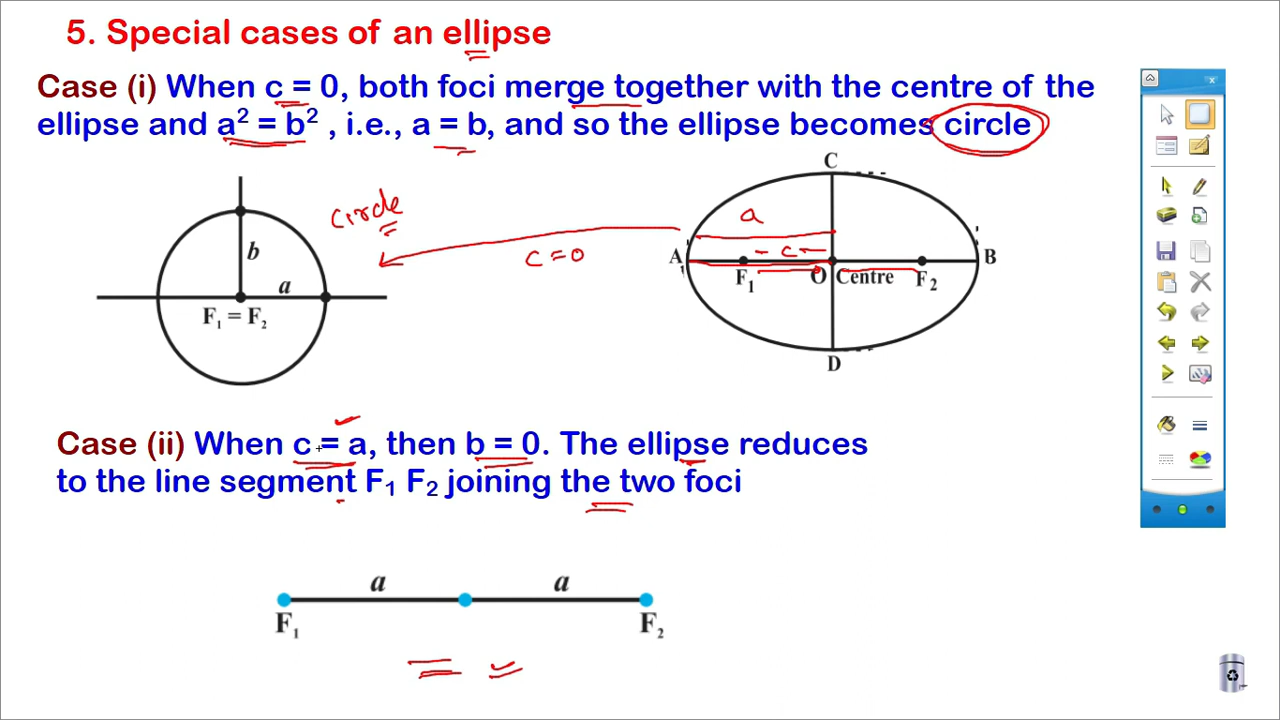 5. Special cases of an ellipse
Case (i) When c = 0, both foci merge together with the centre of the
ellipse and a² = b² , i.e., a = b, and so the ellipse becomes circle
C
circle
a
b
c = 0
- c -
A
B
a
F₁
O
Centre
F₂
F₁ = F₂
D
Case (ii) When c = a, then b = 0. The ellipse reduces
to the line segment F₁ F₂ joining the two foci
a
a
F₁
F₂